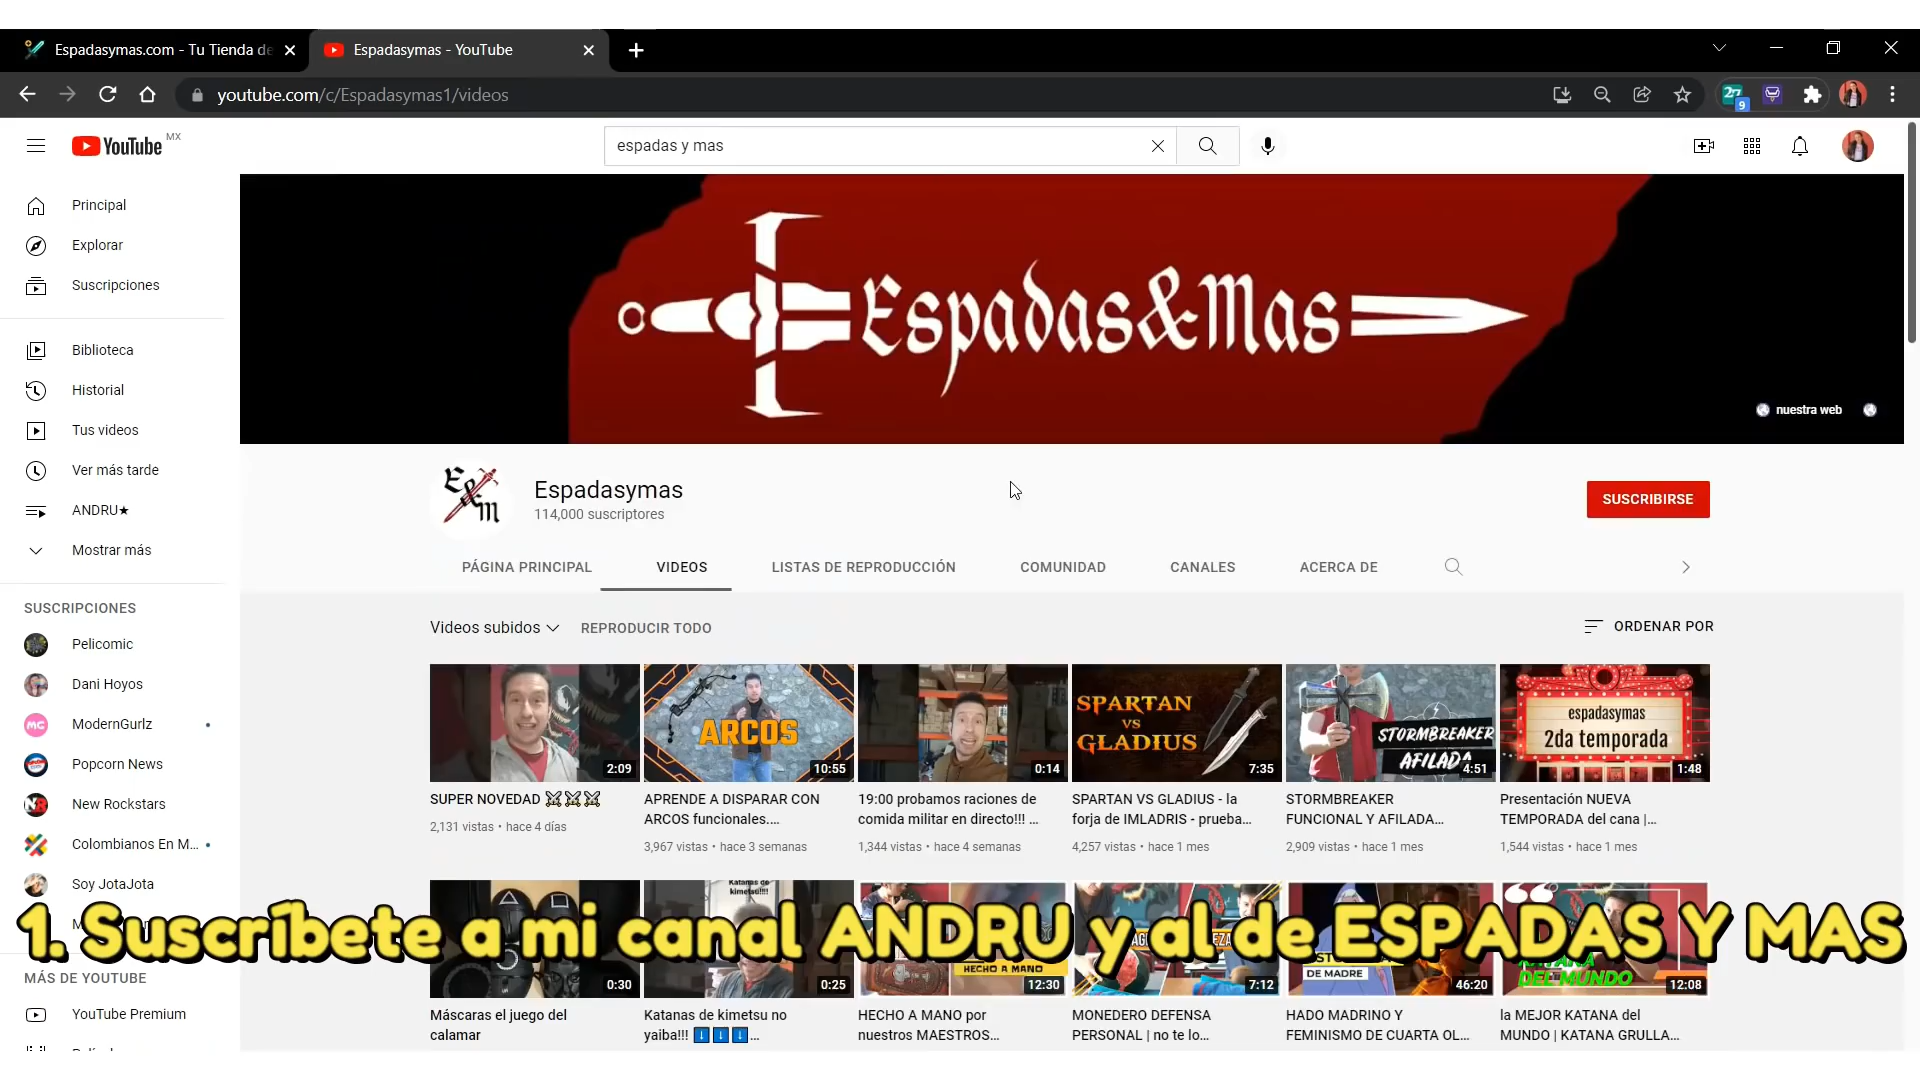 Espadasymas.com - Tu Tienda de
Espadasymas - YouTube
youtube.com/c/Espadasymas1/videos
9
YouTube MX
espadas y mas
Principal
Explorar
Suscripciones
Biblioteca
Historial
Tus videos
Ver más tarde
ANDRU★
Mostrar más
SUSCRIPCIONES
Pelicomic
Dani Hoyos
ModernGurlz
Popcorn News
New Rockstars
Colombianos En M...
Soy JotaJota
MÁS DE YOUTUBE
YouTube Premium
Espadas&Mas
nuestra web
Espadasymas
114,000 suscriptores
SUSCRIBIRSE
PÁGINA PRINCIPAL
VIDEOS
LISTAS DE REPRODUCCIÓN
COMUNIDAD
CANALES
ACERCA DE
Videos subidos
REPRODUCIR TODO
ORDENAR POR
2:09
SUPER NOVEDAD ⚔⚔⚔
2,131 vistas • hace 4 días
ARCOS
10:55
APRENDE A DISPARAR CON
ARCOS funcionales....
3,967 vistas • hace 3 semanas
0:14
19:00 probamos raciones de
comida militar en directo!!! ...
1,344 vistas • hace 4 semanas
SPARTAN
VS
GLADIUS
7:35
SPARTAN VS GLADIUS - la
forja de IMLADRIS - prueba...
4,257 vistas • hace 1 mes
STORMBREAKER
AFILADA
4:51
STORMBREAKER
FUNCIONAL Y AFILADA...
2,909 vistas • hace 1 mes
espadasymas
2da temporada
1:48
Presentación NUEVA
TEMPORADA del cana |...
1,544 vistas • hace 1 mes
1. Suscríbete a mi canal ANDRU y al de ESPADAS Y MAS
0:30
Máscaras el juego del
calamar
Katanas de
kimetsu!!!!
0:25
Katanas de kimetsu no
yaiba!!! ⬇⬇⬇...
HECHO A MANO
12:30
HECHO A MANO por
nuestros MAESTROS...
7:12
MONEDERO DEFENSA
PERSONAL | no te lo...
DE MADRE
46:20
HADO MADRINO Y
FEMINISMO DE CUARTA OL...
KATANA
DEL MUNDO
12:08
la MEJOR KATANA del
MUNDO | KATANA GRULLA...